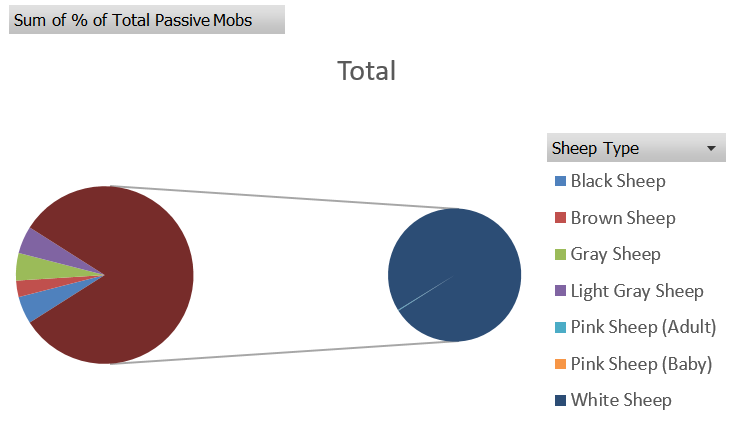 Sum of % of Total Passive Mobs
Total
Sheep Type
Black Sheep
Brown Sheep
Gray Sheep
Light Gray Sheep
Pink Sheep (Adult)
Pink Sheep (Baby)
White Sheep